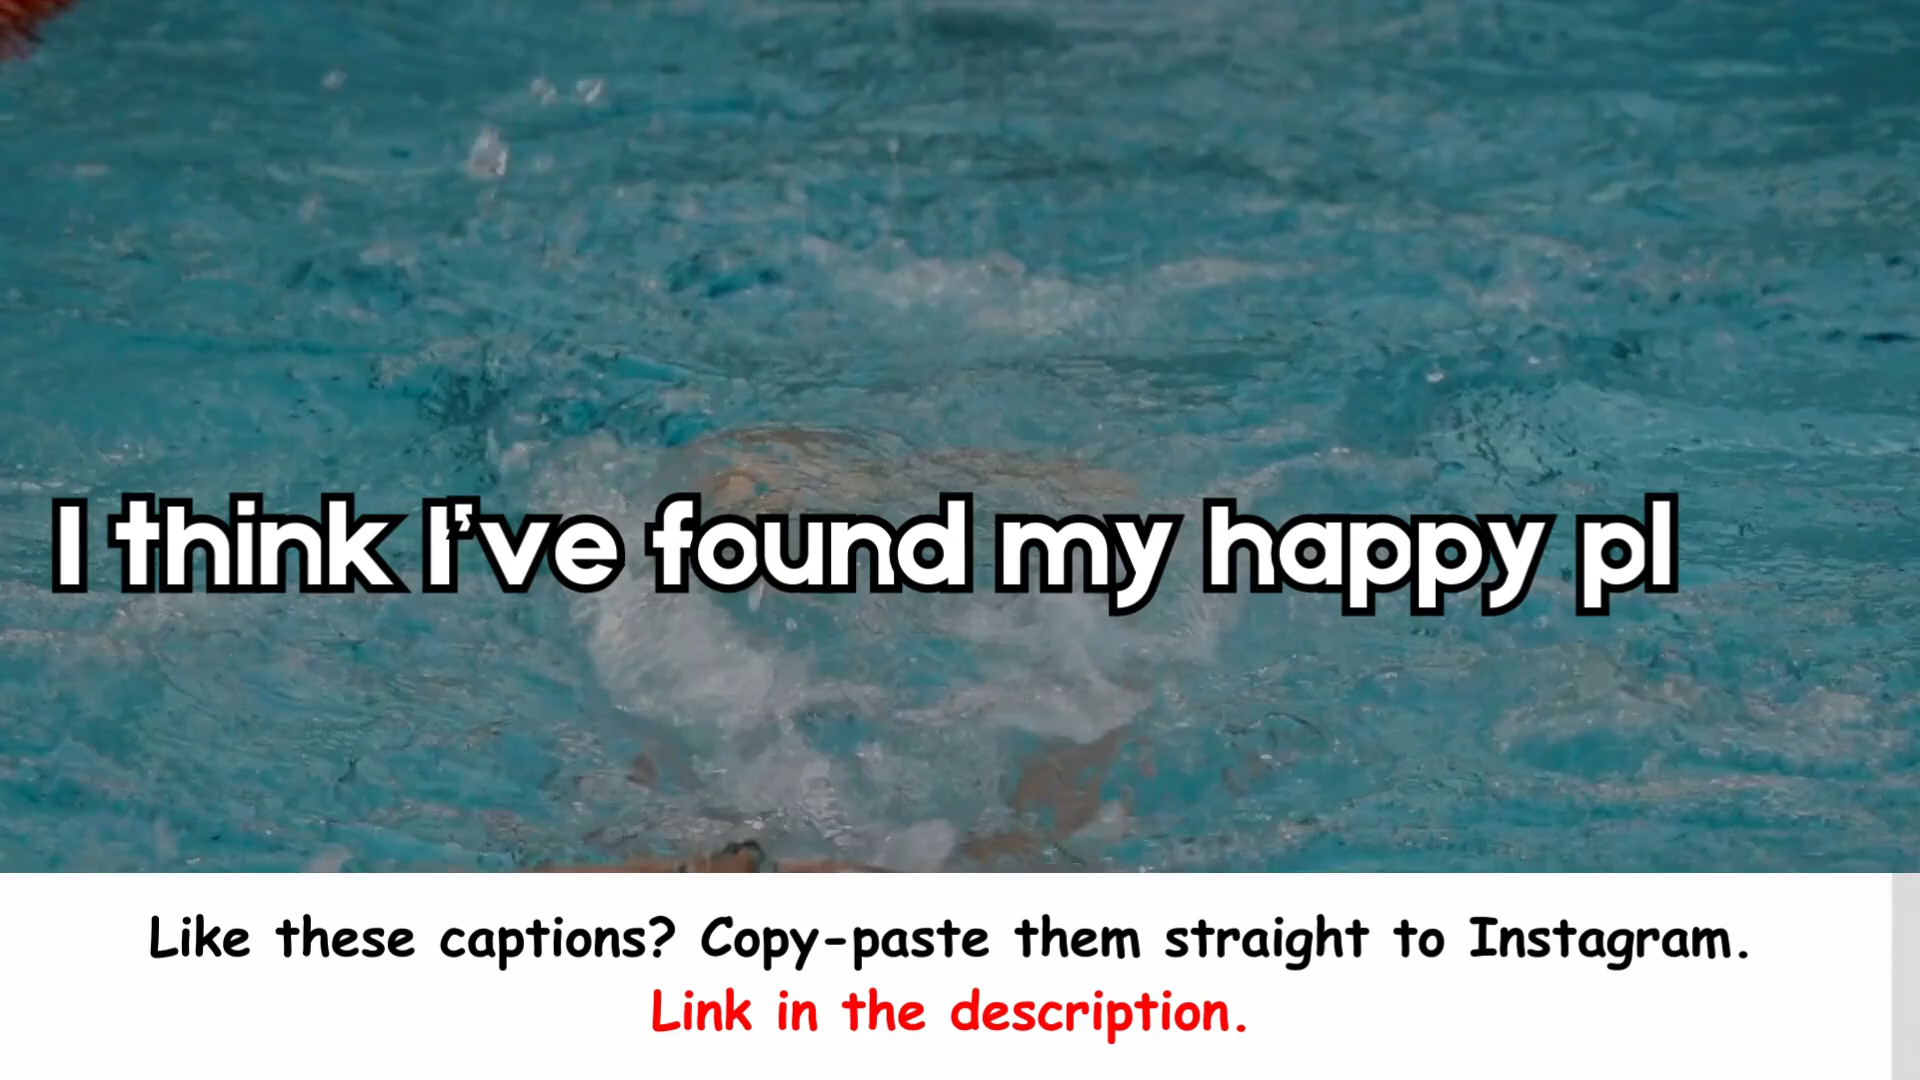 I think I've found my happy pl
Like these captions? Copy-paste them straight to Instagram.
Link in the description.